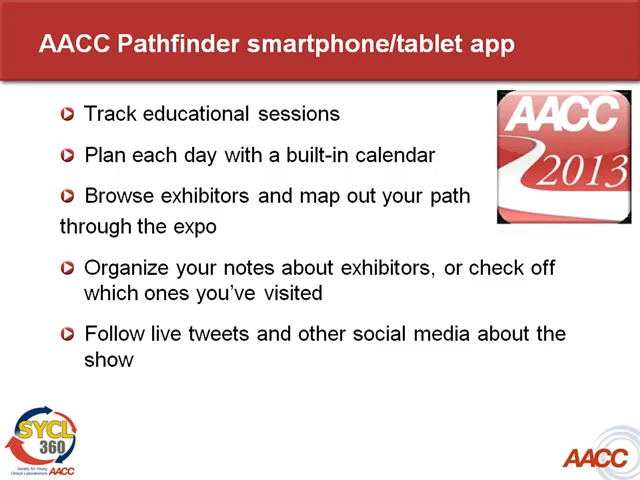 AACC Pathfinder smartphone/tablet app
Track educational sessions
Plan each day with a built-in calendar
Browse exhibitors and map out your path
through the expo
Organize your notes about exhibitors, or check off
which ones you’ve visited
Follow live tweets and other social media about the
show
AACC
2013
SYCL
360
Society for Young
Clinical Laboratorians AACC
AACC